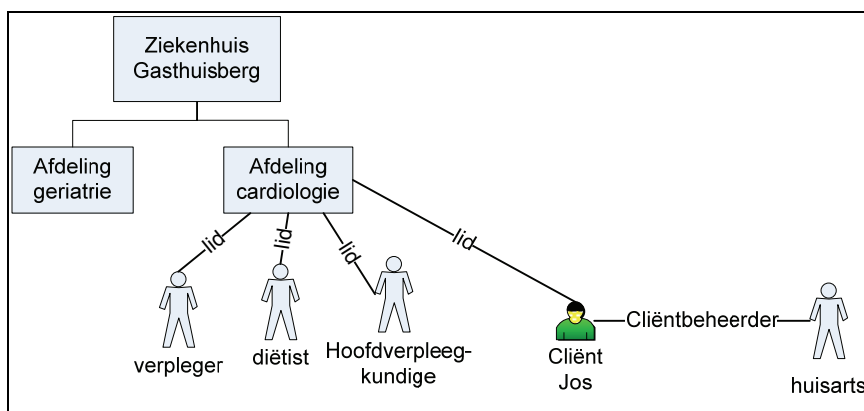 Ziekenhuis
Gasthuisberg
Afdeling
geriatrie
Afdeling
cardiologie
lid
lid
lid
lid
verpleger
diëtist
Hoofdverpleeg-
kundige
Cliënt
Jos
Cliëntbeheerder
huisarts